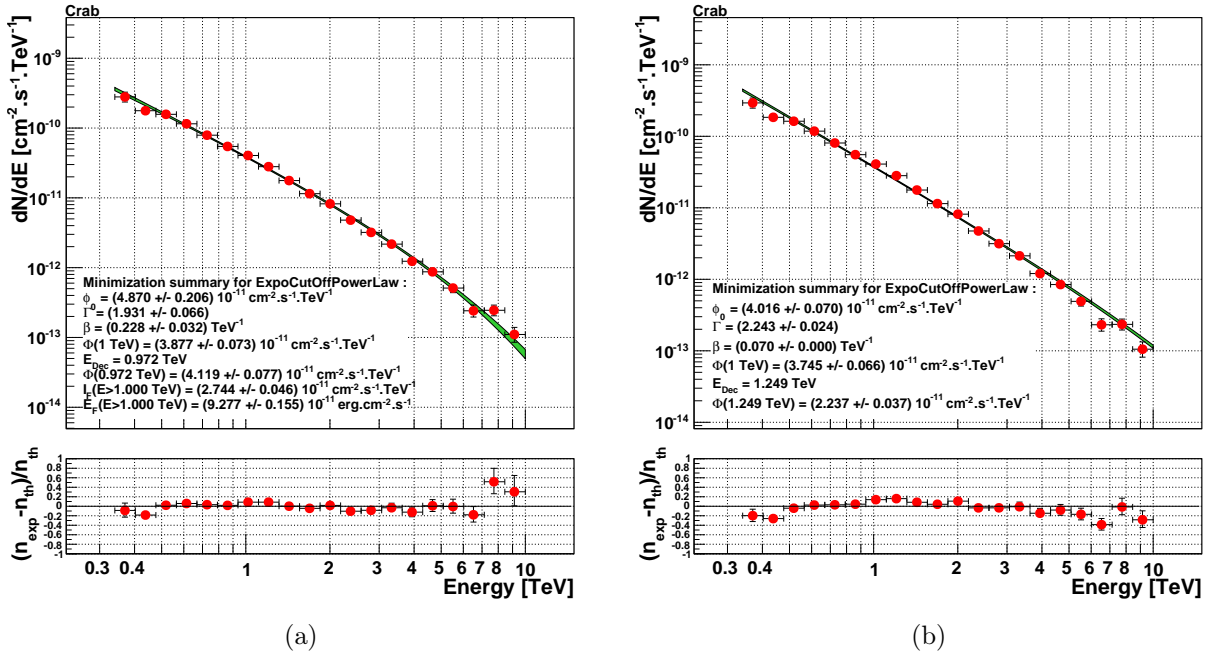 Crab
dN/dE [cm⁻².s⁻¹.TeV⁻¹]
10⁻⁹
10⁻¹⁰
10⁻¹¹
10⁻¹²
10⁻¹³
10⁻¹⁴
Minimization summary for ExpoCutOffPowerLaw :
ϕ₀ = (4.870 +/- 0.206) 10⁻¹¹ cm⁻².s⁻¹.TeV⁻¹
Γ = (1.931 +/- 0.066)
β = (0.228 +/- 0.032) TeV⁻¹
Φ(1 TeV) = (3.877 +/- 0.073) 10⁻¹¹ cm⁻².s⁻¹.TeV⁻¹
E_Dec = 0.972 TeV
Φ(0.972 TeV) = (4.119 +/- 0.077) 10⁻¹¹ cm⁻².s⁻¹.TeV⁻¹
I_F(E>1.000 TeV) = (2.744 +/- 0.046) 10⁻¹¹ cm⁻².s⁻¹
E_F(E>1.000 TeV) = (9.277 +/- 0.155) 10⁻¹¹ erg.cm⁻².s⁻¹
(n_exp-n_th)/n_th
1
0.8
0.6
0.4
0.2
0
-0.2
-0.4
-0.6
-0.8
-1
0.3 0.4 1 2 3 4 5 6 7 8 10
Energy [TeV]
(a)
Crab
dN/dE [cm⁻².s⁻¹.TeV⁻¹]
10⁻⁹
10⁻¹⁰
10⁻¹¹
10⁻¹²
10⁻¹³
10⁻¹⁴
Minimization summary for ExpoCutOffPowerLaw :
ϕ₀ = (4.016 +/- 0.070) 10⁻¹¹ cm⁻².s⁻¹.TeV⁻¹
Γ = (2.243 +/- 0.024)
β = (0.070 +/- 0.000) TeV⁻¹
Φ(1 TeV) = (3.745 +/- 0.066) 10⁻¹¹ cm⁻².s⁻¹.TeV⁻¹
E_Dec = 1.249 TeV
Φ(1.249 TeV) = (2.237 +/- 0.037) 10⁻¹¹ cm⁻².s⁻¹.TeV⁻¹
(n_exp-n_th)/n_th
1
0.8
0.6
0.4
0.2
0
-0.2
-0.4
-0.6
-0.8
-1
0.3 0.4 1 2 3 4 5 6 7 8 10
Energy [TeV]
(b)